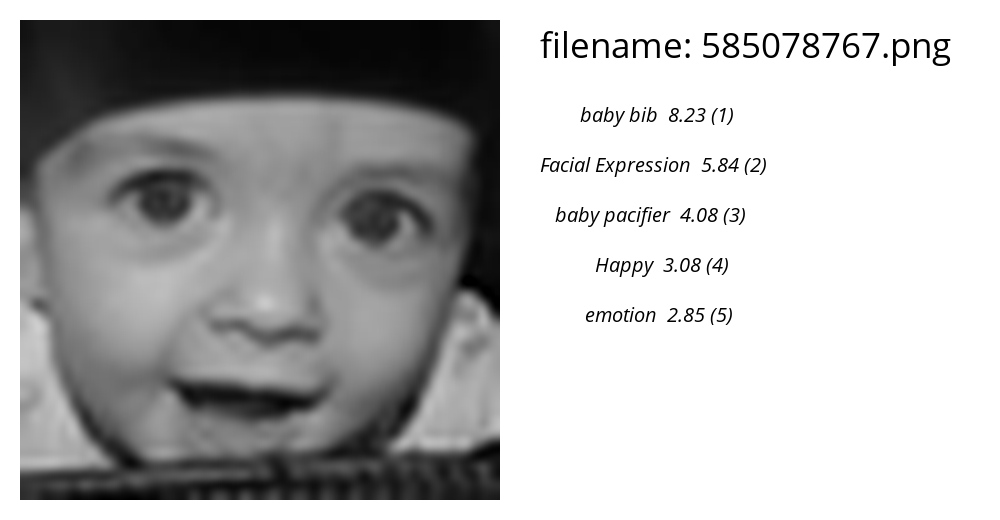 filename: 585078767.png
baby bib 8.23 (1)
Facial Expression 5.84 (2)
baby pacifier 4.08 (3)
Happy 3.08 (4)
emotion 2.85 (5)